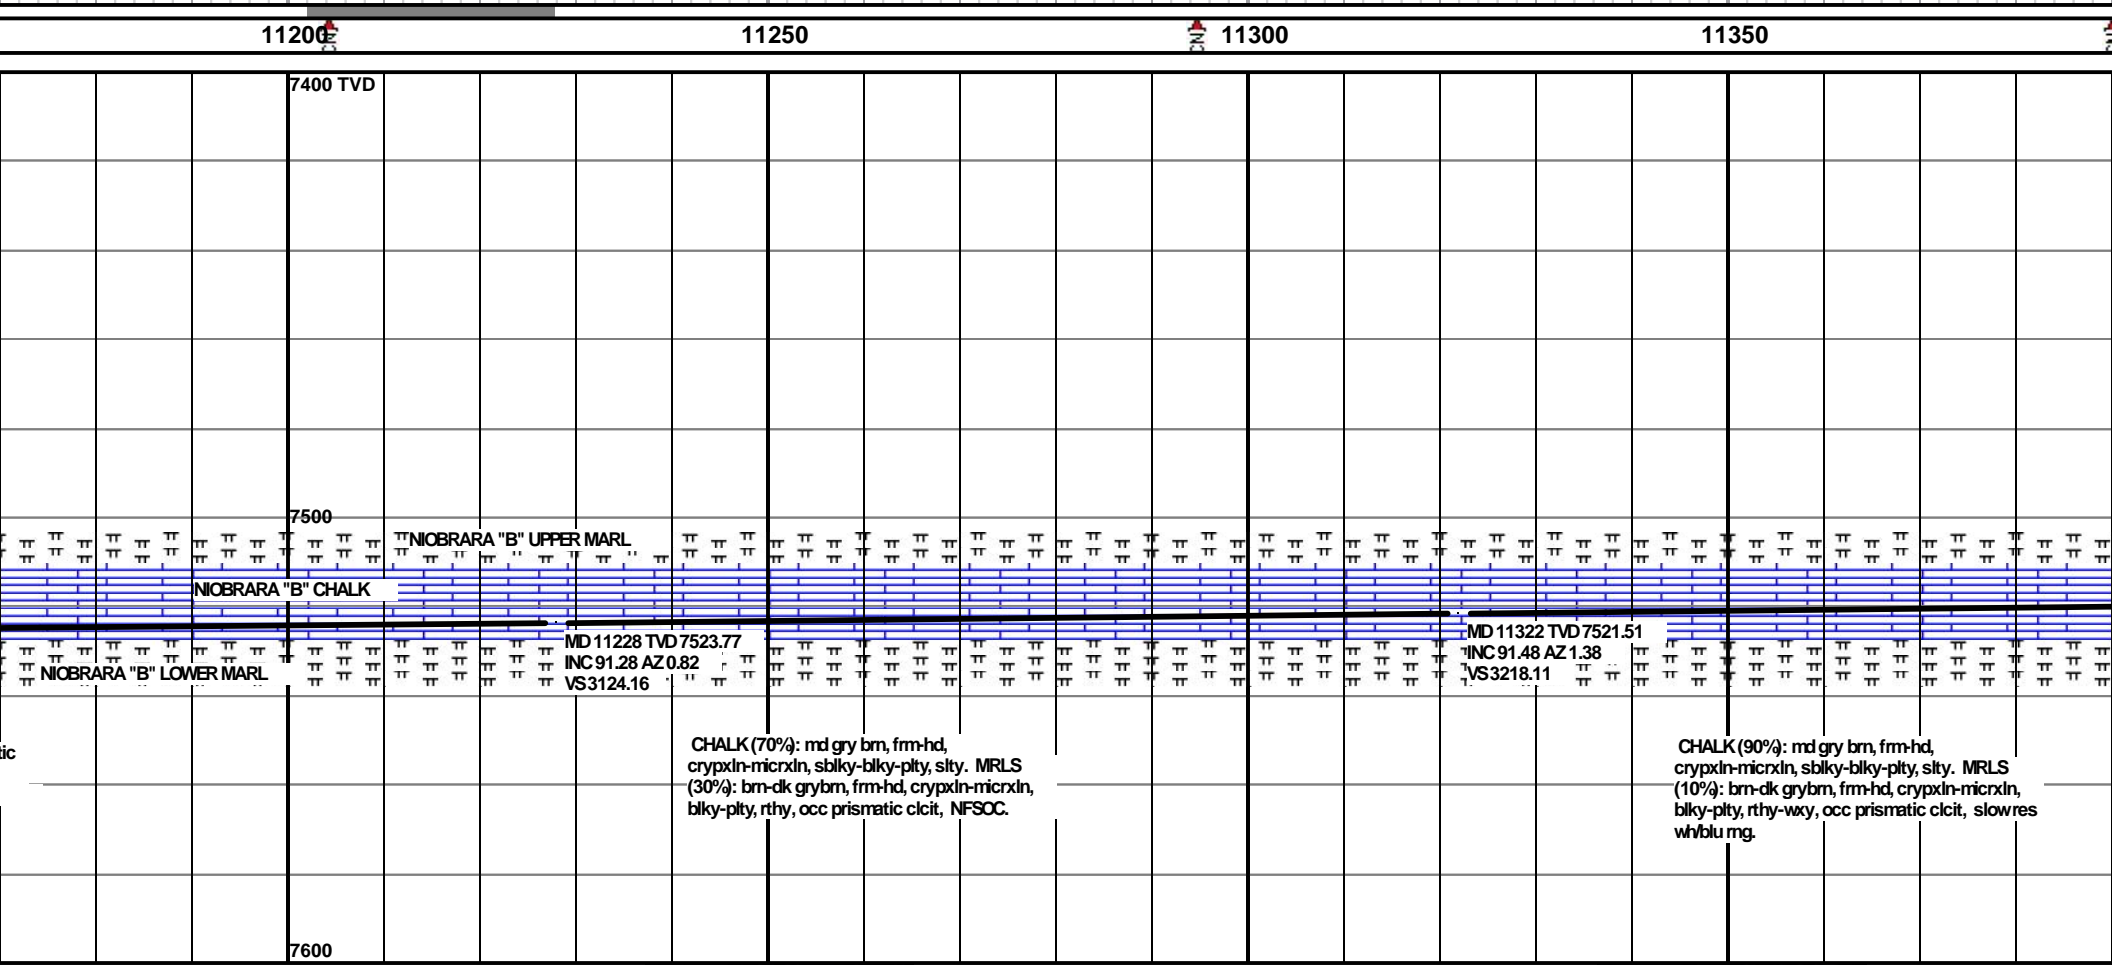 11200 11250 11300 11350
7400 TVD
7500
NIOBRARA "B" UPPER MARL
NIOBRARA "B" CHALK
NIOBRARA "B" LOWER MARL
MD 11228 TVD 7523.77
INC 91.28 AZ 0.82
VS 3124.16
MD 11322 TVD 7521.51
INC 91.48 AZ 1.38
VS 3218.11
tic
CHALK (70%): md gry brn, frm-hd,
crypxln-micrxln, sblky-blky-plty, slty. MRLS
(30%): brn-dk grybrn, frm-hd, crypxln-micrxln,
blky-plty, rthy, occ prismatic clcit, NFSOC.
CHALK (90%): md gry brn, frm-hd,
crypxln-micrxln, sblky-blky-plty, slty. MRLS
(10%): brn-dk grybrn, frm-hd, crypxln-micrxln,
blky-plty, rthy-wxy, occ prismatic clcit, slow res
wh/blu rng.
7600